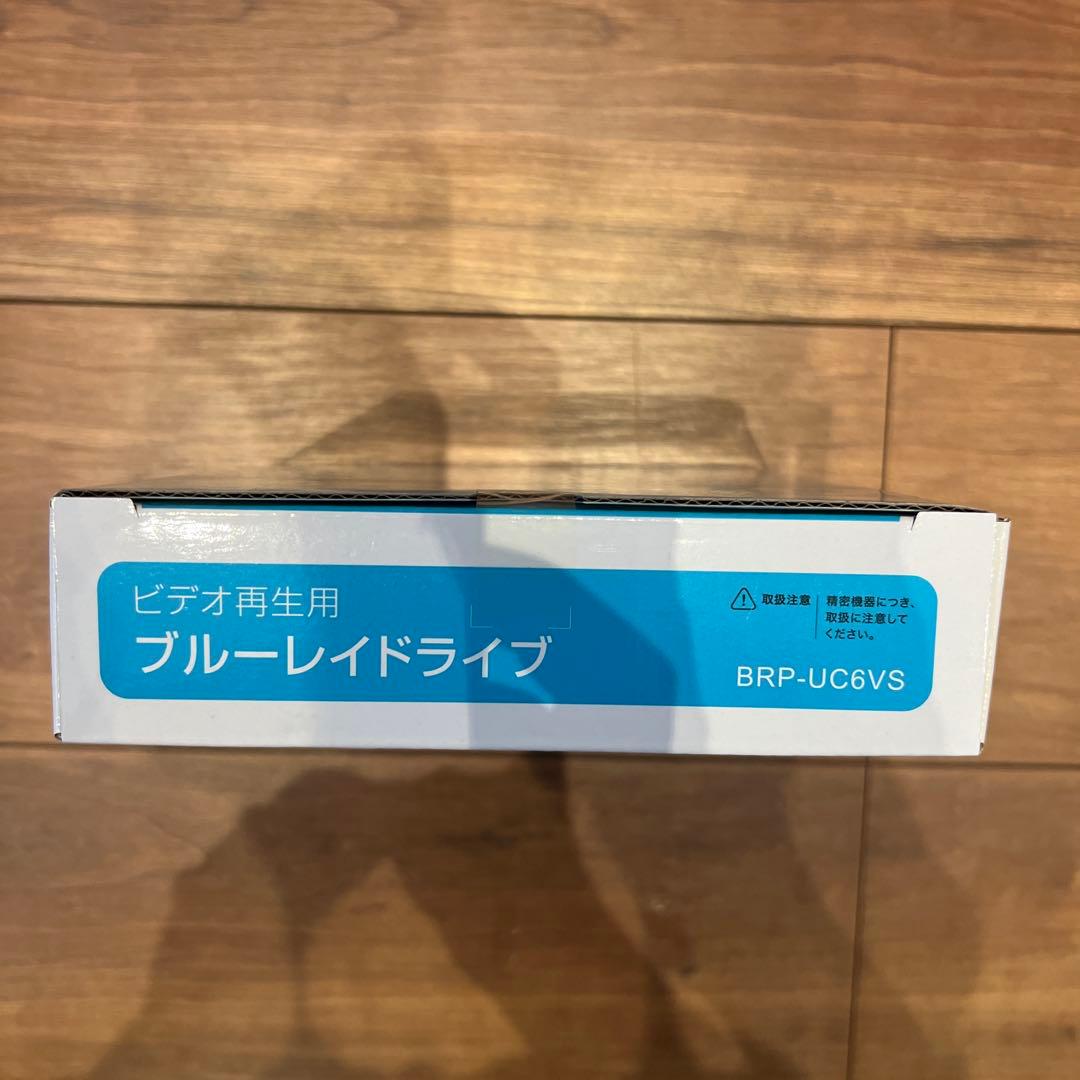 ビデオ再生用
ブルーレイドライブ
取扱注意
精密機器につき、
取扱に注意して
ください。
BRP-UC6VS